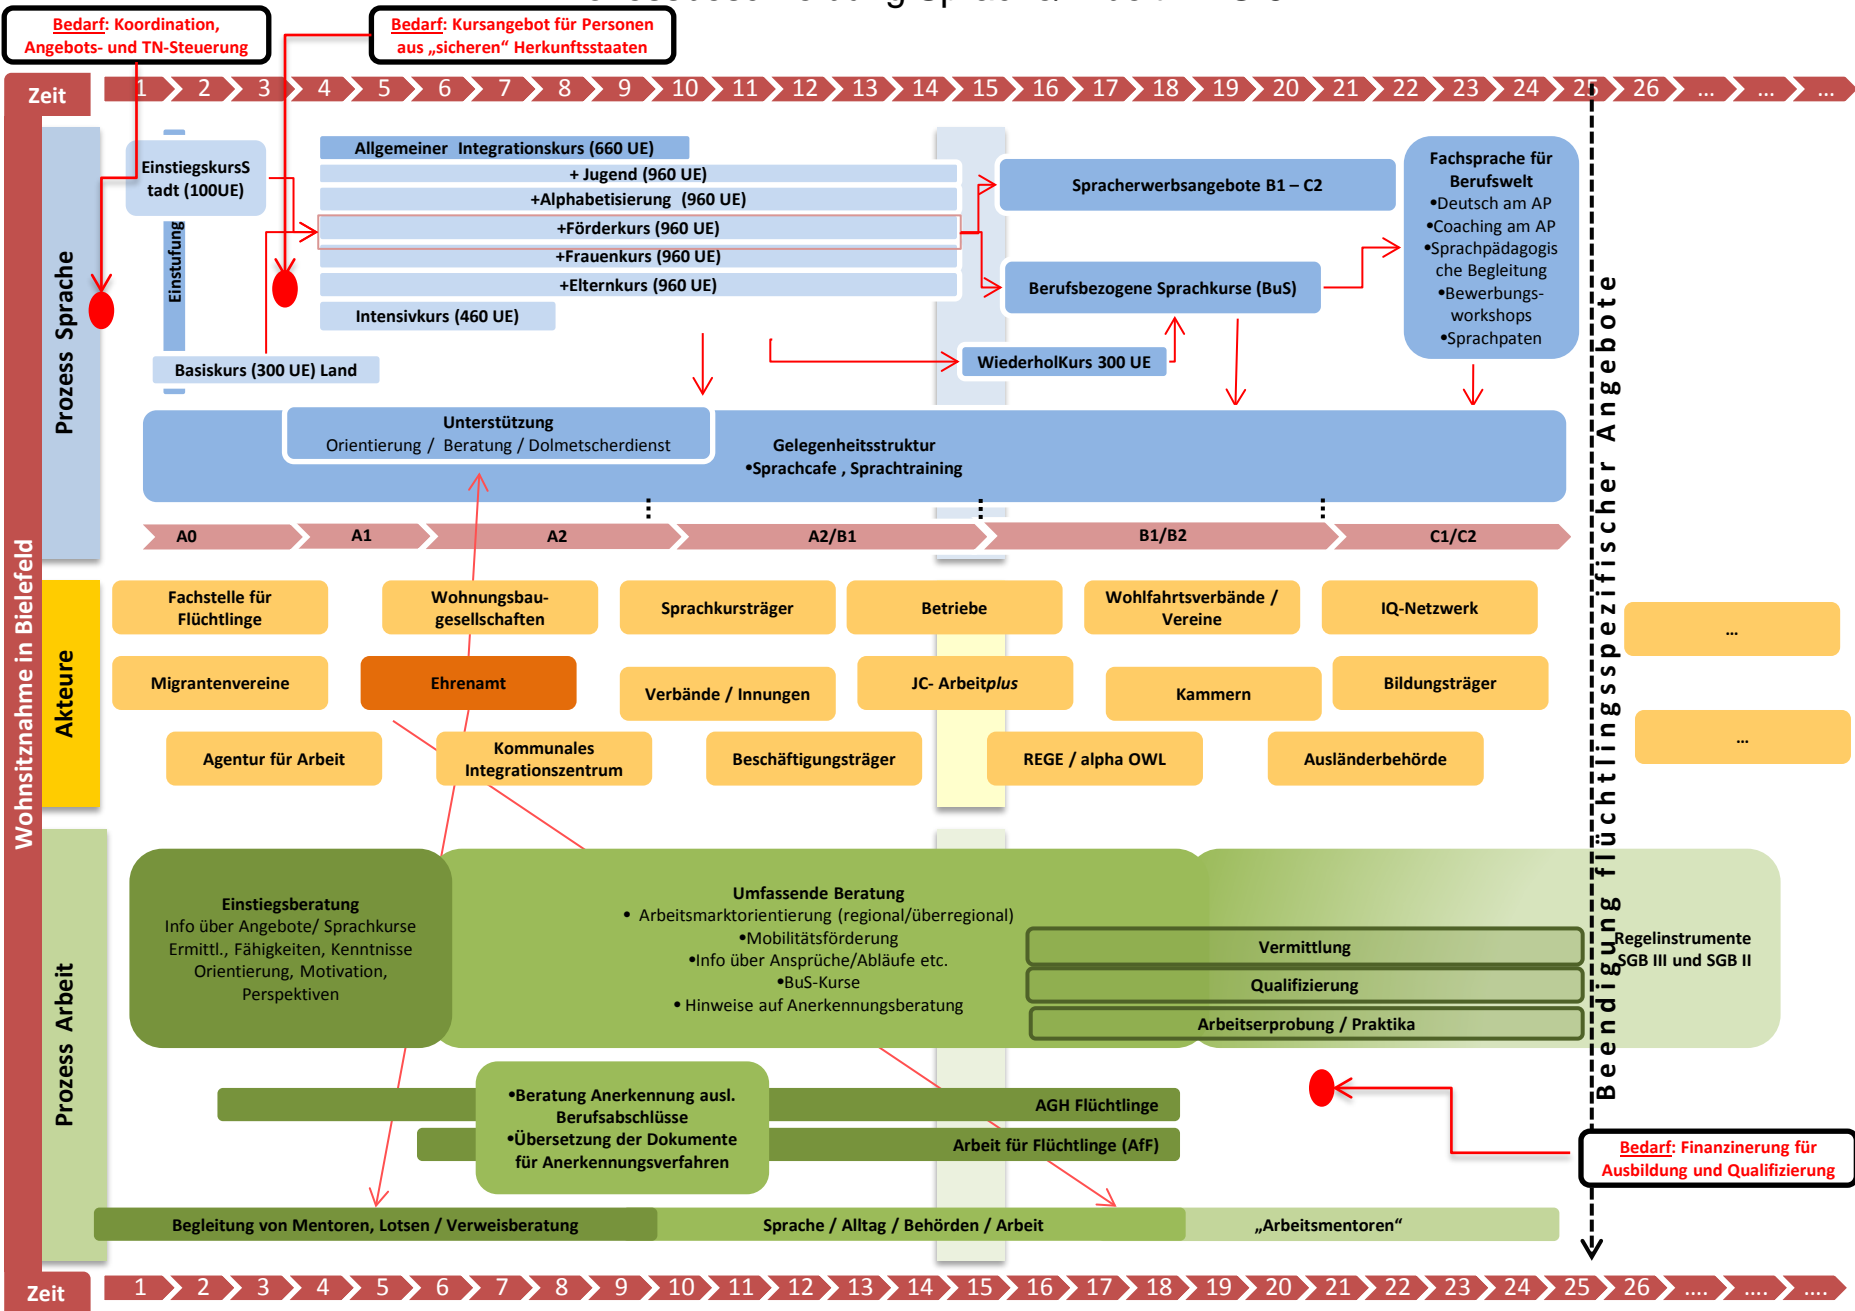 Bedarf: Koordination,
Angebots- und TN-Steuerung
Bedarf: Kursangebot für Personen
aus „sicheren“ Herkunftsstaaten
Zeit
1 2 3 4 5 6 7 8 9 10 11 12 13 14 15 16 17 18 19 20 21 22 23 24 25 26 ... ... ...
Wohnsitznahme in Bielefeld
Prozess Sprache
EinstiegskursS
tadt (100UE)
Einstufung
Basiskurs (300 UE) Land
Allgemeiner Integrationskurs (660 UE)
+ Jugend (960 UE)
+Alphabetisierung (960 UE)
+Förderkurs (960 UE)
+Frauenkurs (960 UE)
+Elternkurs (960 UE)
Intensivkurs (460 UE)
Spracherwerbsangebote B1 – C2
Berufsbezogene Sprachkurse (BuS)
WiederholKurs 300 UE
Fachsprache für
Berufswelt
•Deutsch am AP
•Coaching am AP
•Sprachpädagogis
che Begleitung
•Bewerbungs-
workshops
•Sprachpaten
Unterstützung
Orientierung / Beratung / Dolmetscherdienst
Gelegenheitsstruktur
•Sprachcafe , Sprachtraining
A0 A1 A2 A2/B1 B1/B2 C1/C2
Beendigung flüchtlingsspezifischer Angebote
Akteure
Fachstelle für
Flüchtlinge
Wohnungsbau-
gesellschaften
Sprachkursträger
Betriebe
Wohlfahrtsverbände /
Vereine
IQ-Netzwerk
...
Migrantenvereine
Ehrenamt
Verbände / Innungen
JC- Arbeitplus
Kammern
Bildungsträger
...
Agentur für Arbeit
Kommunales
Integrationszentrum
Beschäftigungsträger
REGE / alpha OWL
Ausländerbehörde
Prozess Arbeit
Einstiegsberatung
Info über Angebote/ Sprachkurse
Ermittl., Fähigkeiten, Kenntnisse
Orientierung, Motivation,
Perspektiven
Umfassende Beratung
• Arbeitsmarktorientierung (regional/überregional)
•Mobilitätsförderung
•Info über Ansprüche/Abläufe etc.
•BuS-Kurse
• Hinweise auf Anerkennungsberatung
Vermittlung
Qualifizierung
Arbeitserprobung / Praktika
Regelinstrumente
SGB III und SGB II
•Beratung Anerkennung ausl.
Berufsabschlüsse
•Übersetzung der Dokumente
für Anerkennungsverfahren
AGH Flüchtlinge
Arbeit für Flüchtlinge (AfF)
Bedarf: Finanzinerung für
Ausbildung und Qualifizierung
Begleitung von Mentoren, Lotsen / Verweisberatung
Sprache / Alltag / Behörden / Arbeit
„Arbeitsmentoren“
Zeit
1 2 3 4 5 6 7 8 9 10 11 12 13 14 15 16 17 18 19 20 21 22 23 24 25 26 .... .... ....